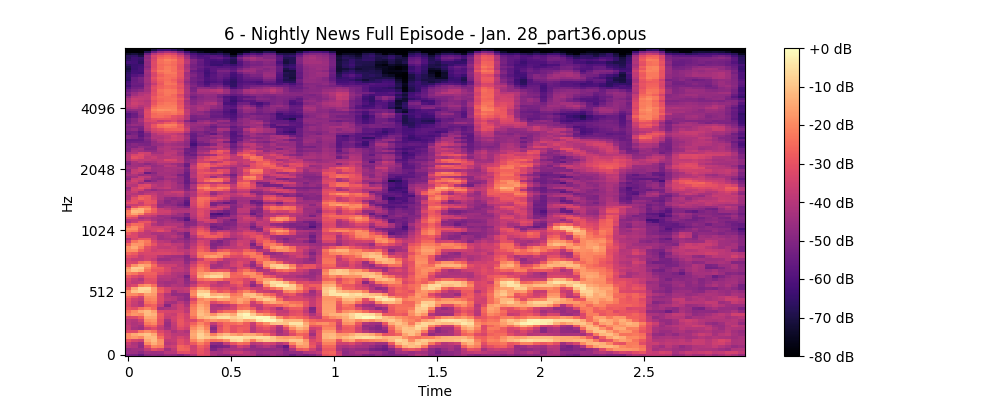 6 - Nightly News Full Episode - Jan. 28_part36.opus
+0 dB
-10 dB
-20 dB
-30 dB
-40 dB
-50 dB
-60 dB
-70 dB
-80 dB
4096
2048
1024
512
0
Hz
0 0.5 1 1.5 2 2.5
Time